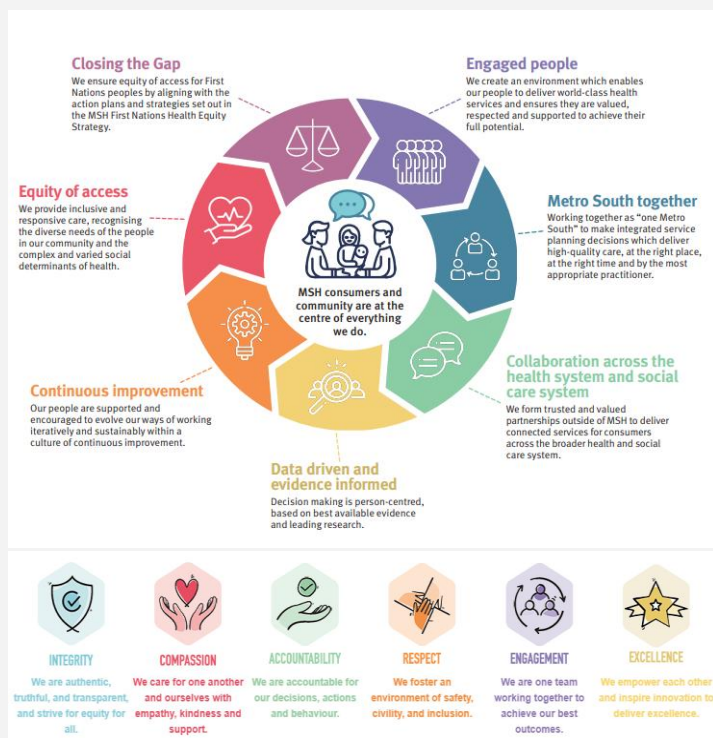 Closing the Gap
We ensure equity of access for First
Nations peoples by aligning with the
action plans and strategies set out in
the MSH First Nations Health Equity
Strategy.
Engaged people
We create an environment which enables
our people to deliver world-class health
services and ensures they are valued,
respected and supported to achieve their
full potential.
Equity of access
We provide inclusive and
responsive care, recognising
the diverse needs of the people
in our community and the
complex and varied social
determinants of health.
Metro South together
Working together as “one Metro
South” to make integrated service
planning decisions which deliver
high-quality care, at the right place,
at the right time and by the most
appropriate practitioner.
MSH consumers and
community are at the
centre of everything
we do.
Continuous improvement
Our people are supported and
encouraged to evolve our ways of working
iteratively and sustainably within a
culture of continuous improvement.
Collaboration across the
health system and social
care system
We form trusted and valued
partnerships outside of MSH to deliver
connected services for consumers
across the broader health and social
care system.
Data driven and
evidence informed
Decision making is person-centred,
based on best available evidence
and leading research.
INTEGRITY
We are authentic,
truthful, and transparent,
and strive for equity for
all.
COMPASSION
We care for one another
and ourselves with
empathy, kindness and
support.
ACCOUNTABILITY
We are accountable for
our decisions, actions
and behaviour.
RESPECT
We foster an
environment of safety,
civility, and inclusion.
ENGAGEMENT
We are one team
working together to
achieve our best
outcomes.
EXCELLENCE
We empower each other
and inspire innovation to
deliver excellence.